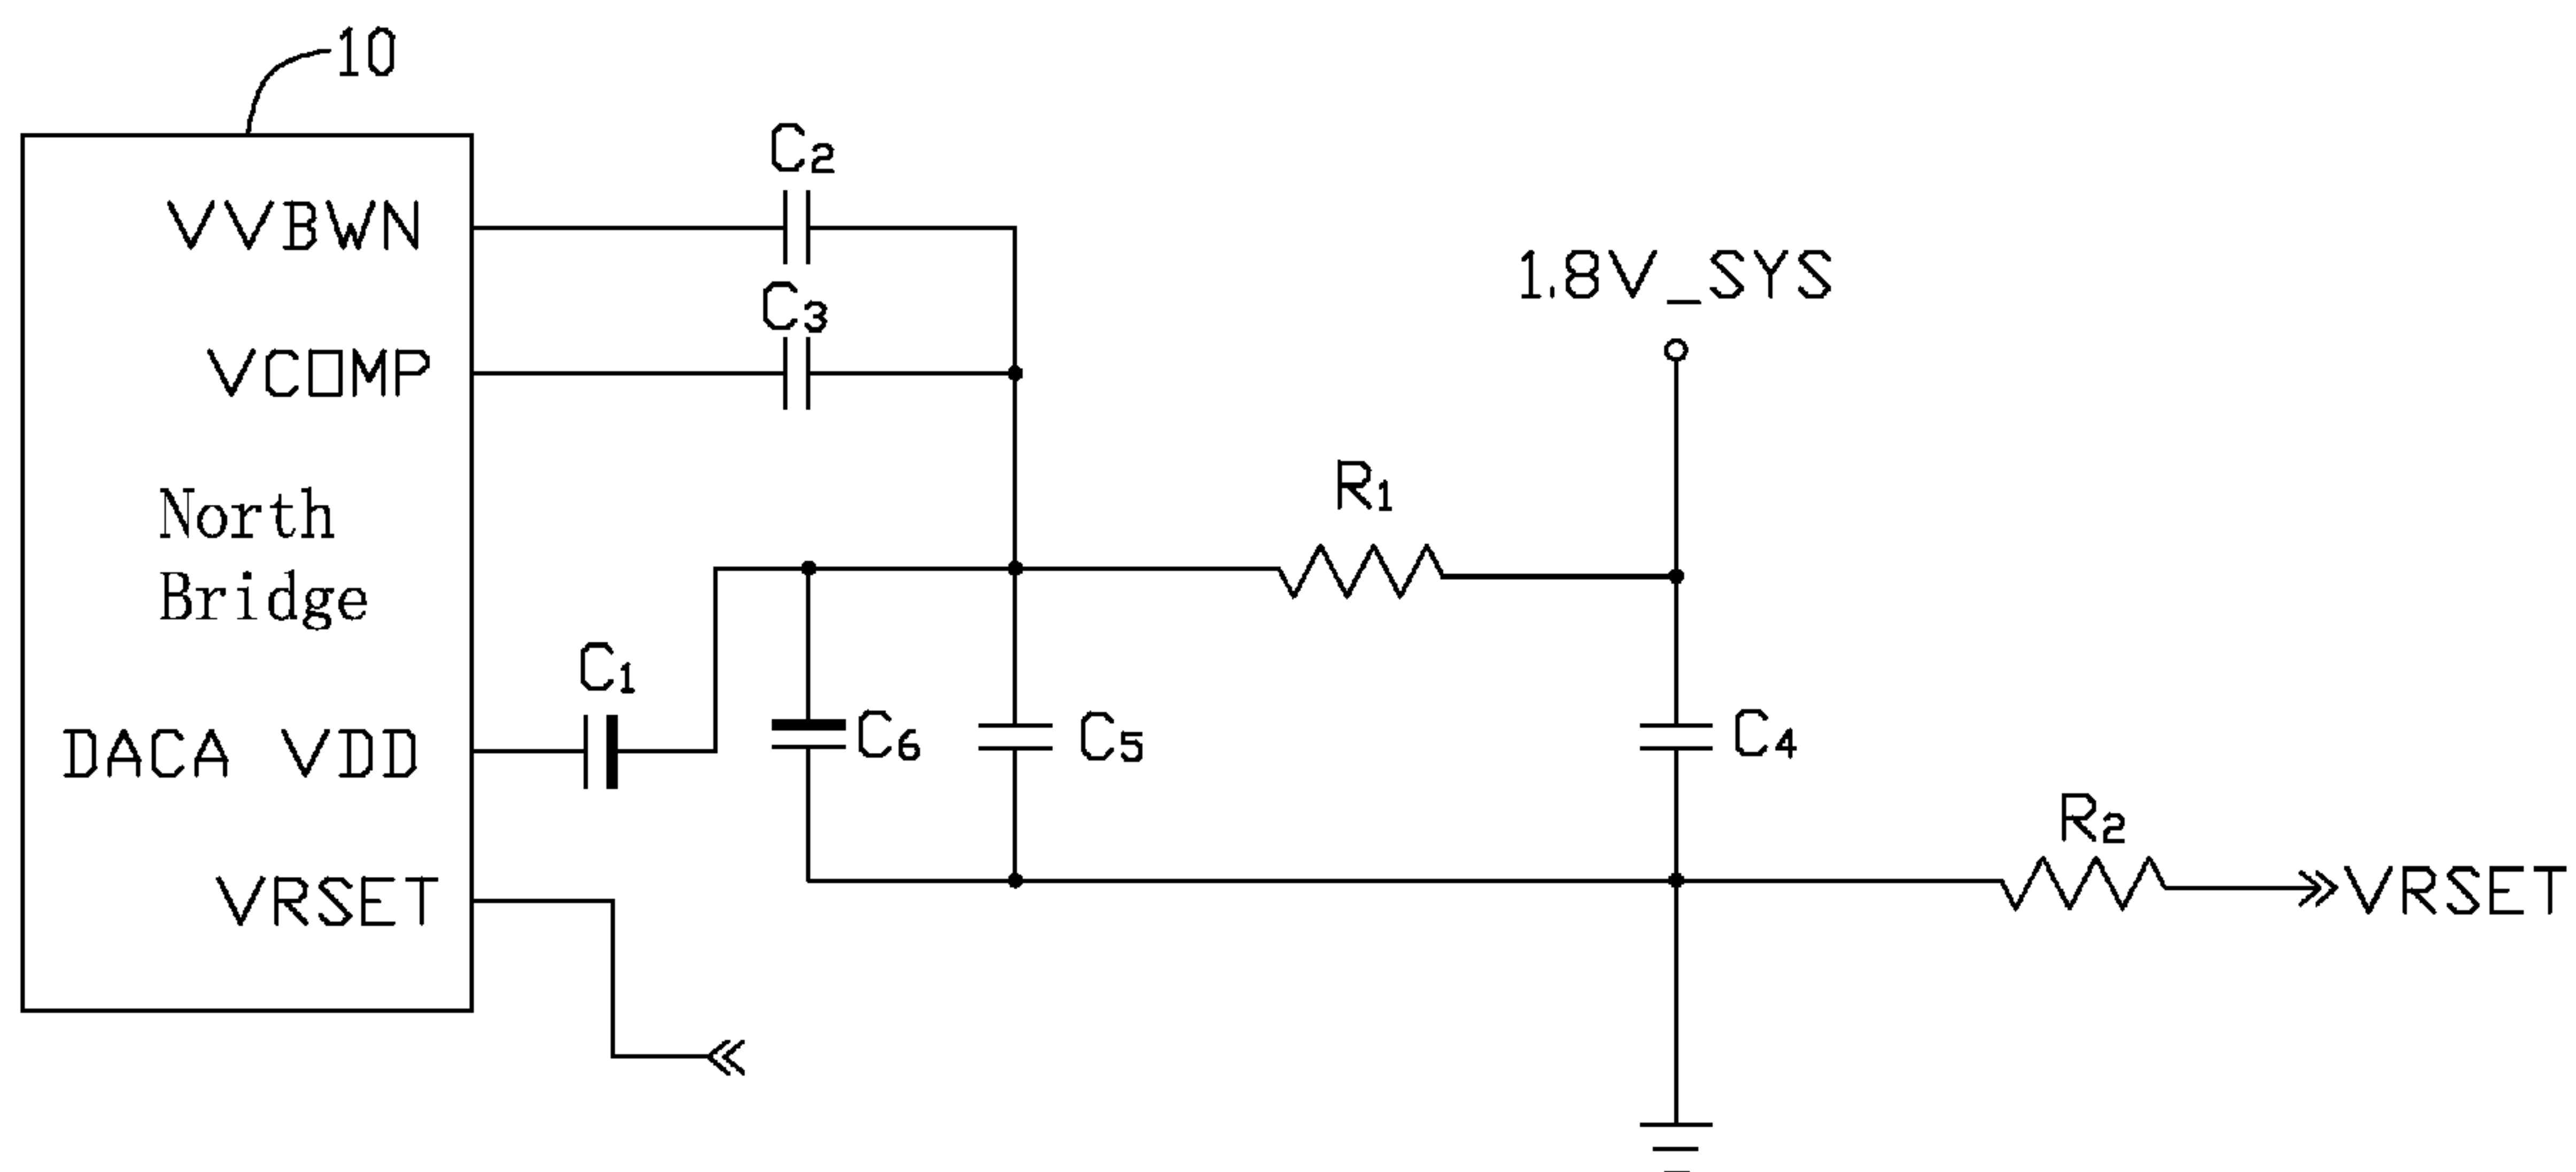 10
C2
VVBWN
C3
1.8V_SYS
VCOMP
R1
North
Bridge
C1
C6
C5
C4
DACA VDD
R2
VRSET
VRSET